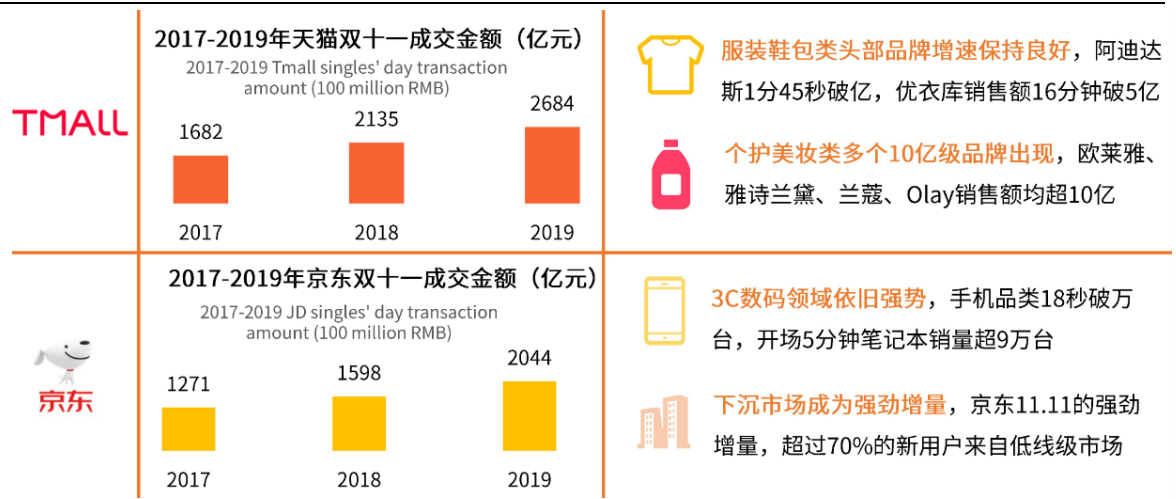 TMALL
2017-2019年天猫双十一成交金额（亿元）
2017-2019 Tmall singles' day transaction
amount (100 million RMB)
1682
2135
2684
2017
2018
2019
服装鞋包类头部品牌增速保持良好，阿迪达
斯1分45秒破亿，优衣库销售额16分钟破5亿
个护美妆类多个10亿级品牌出现，欧莱雅、
雅诗兰黛、兰蔻、Olay销售额均超10亿
京东
2017-2019年京东双十一成交金额（亿元）
2017-2019 JD singles' day transaction
amount (100 million RMB)
1271
1598
2044
2017
2018
2019
3C数码领域依旧强势，手机品类18秒破万
台，开场5分钟笔记本销量超9万台
下沉市场成为强劲增量，京东11.11的强劲
增量，超过70%的新用户来自低线级市场